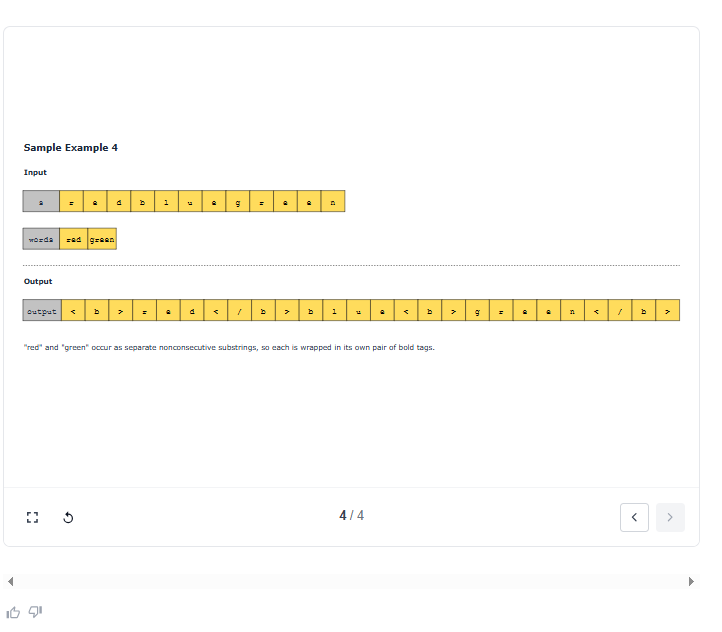 Sample Example 4
Input
s r e d b l u e g r e e n
words red green
Output
output < b > r e d < / b > b l u e < b > g r e e n < / b >
"red" and "green" occur as separate nonconsecutive substrings, so each is wrapped in its own pair of bold tags.
4 / 4